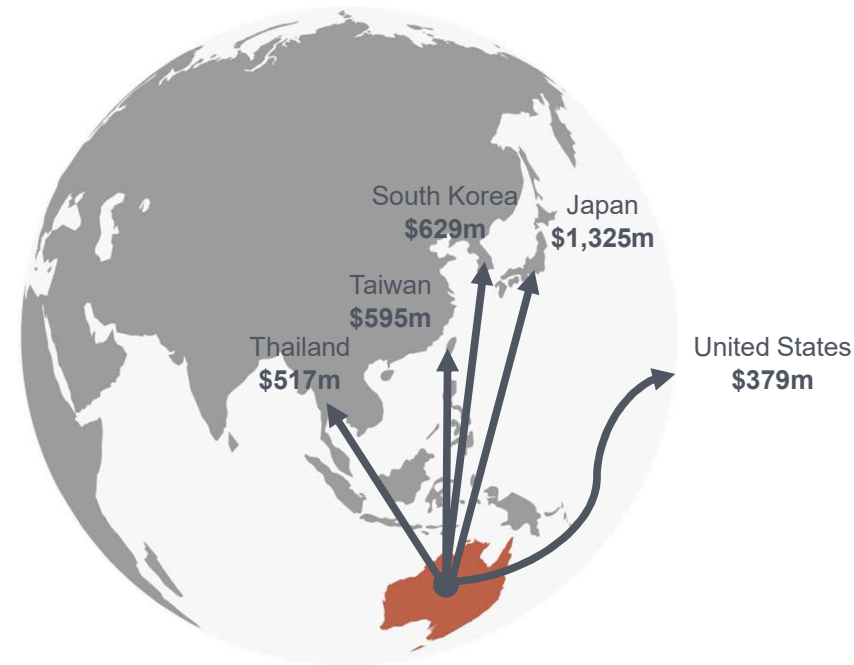 South Korea
$629m
Japan
$1,325m
Taiwan
$595m
Thailand
$517m
United States
$379m